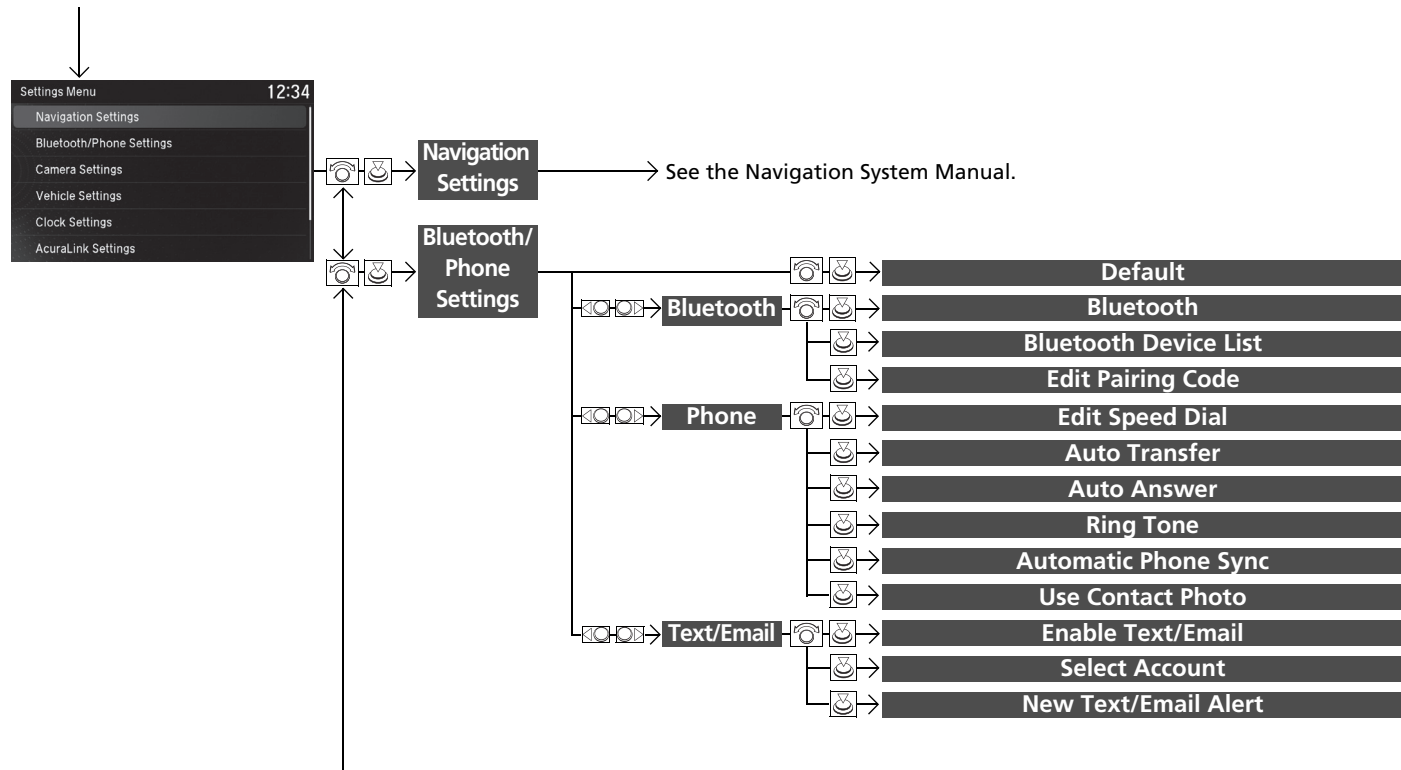 Settings Menu 12:34
Navigation Settings
Bluetooth/Phone Settings
Camera Settings
Vehicle Settings
Clock Settings
AcuraLink Settings
Navigation
Settings
See the Navigation System Manual.
Bluetooth/
Phone
Settings
Default
Bluetooth
Bluetooth
Bluetooth Device List
Edit Pairing Code
Phone
Edit Speed Dial
Auto Transfer
Auto Answer
Ring Tone
Automatic Phone Sync
Use Contact Photo
Text/Email
Enable Text/Email
Select Account
New Text/Email Alert